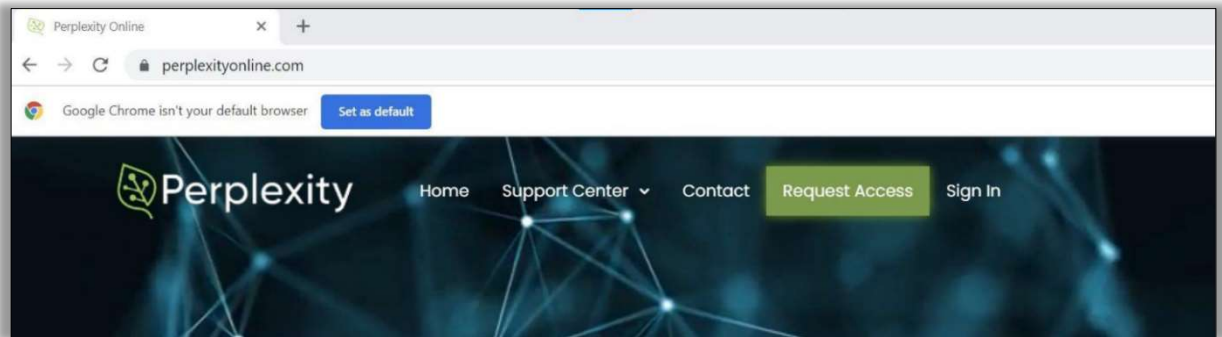 Perplexity Online
perplexityonline.com
Google Chrome isn't your default browser Set as default
Perplexity Home Support Center Contact Request Access Sign In